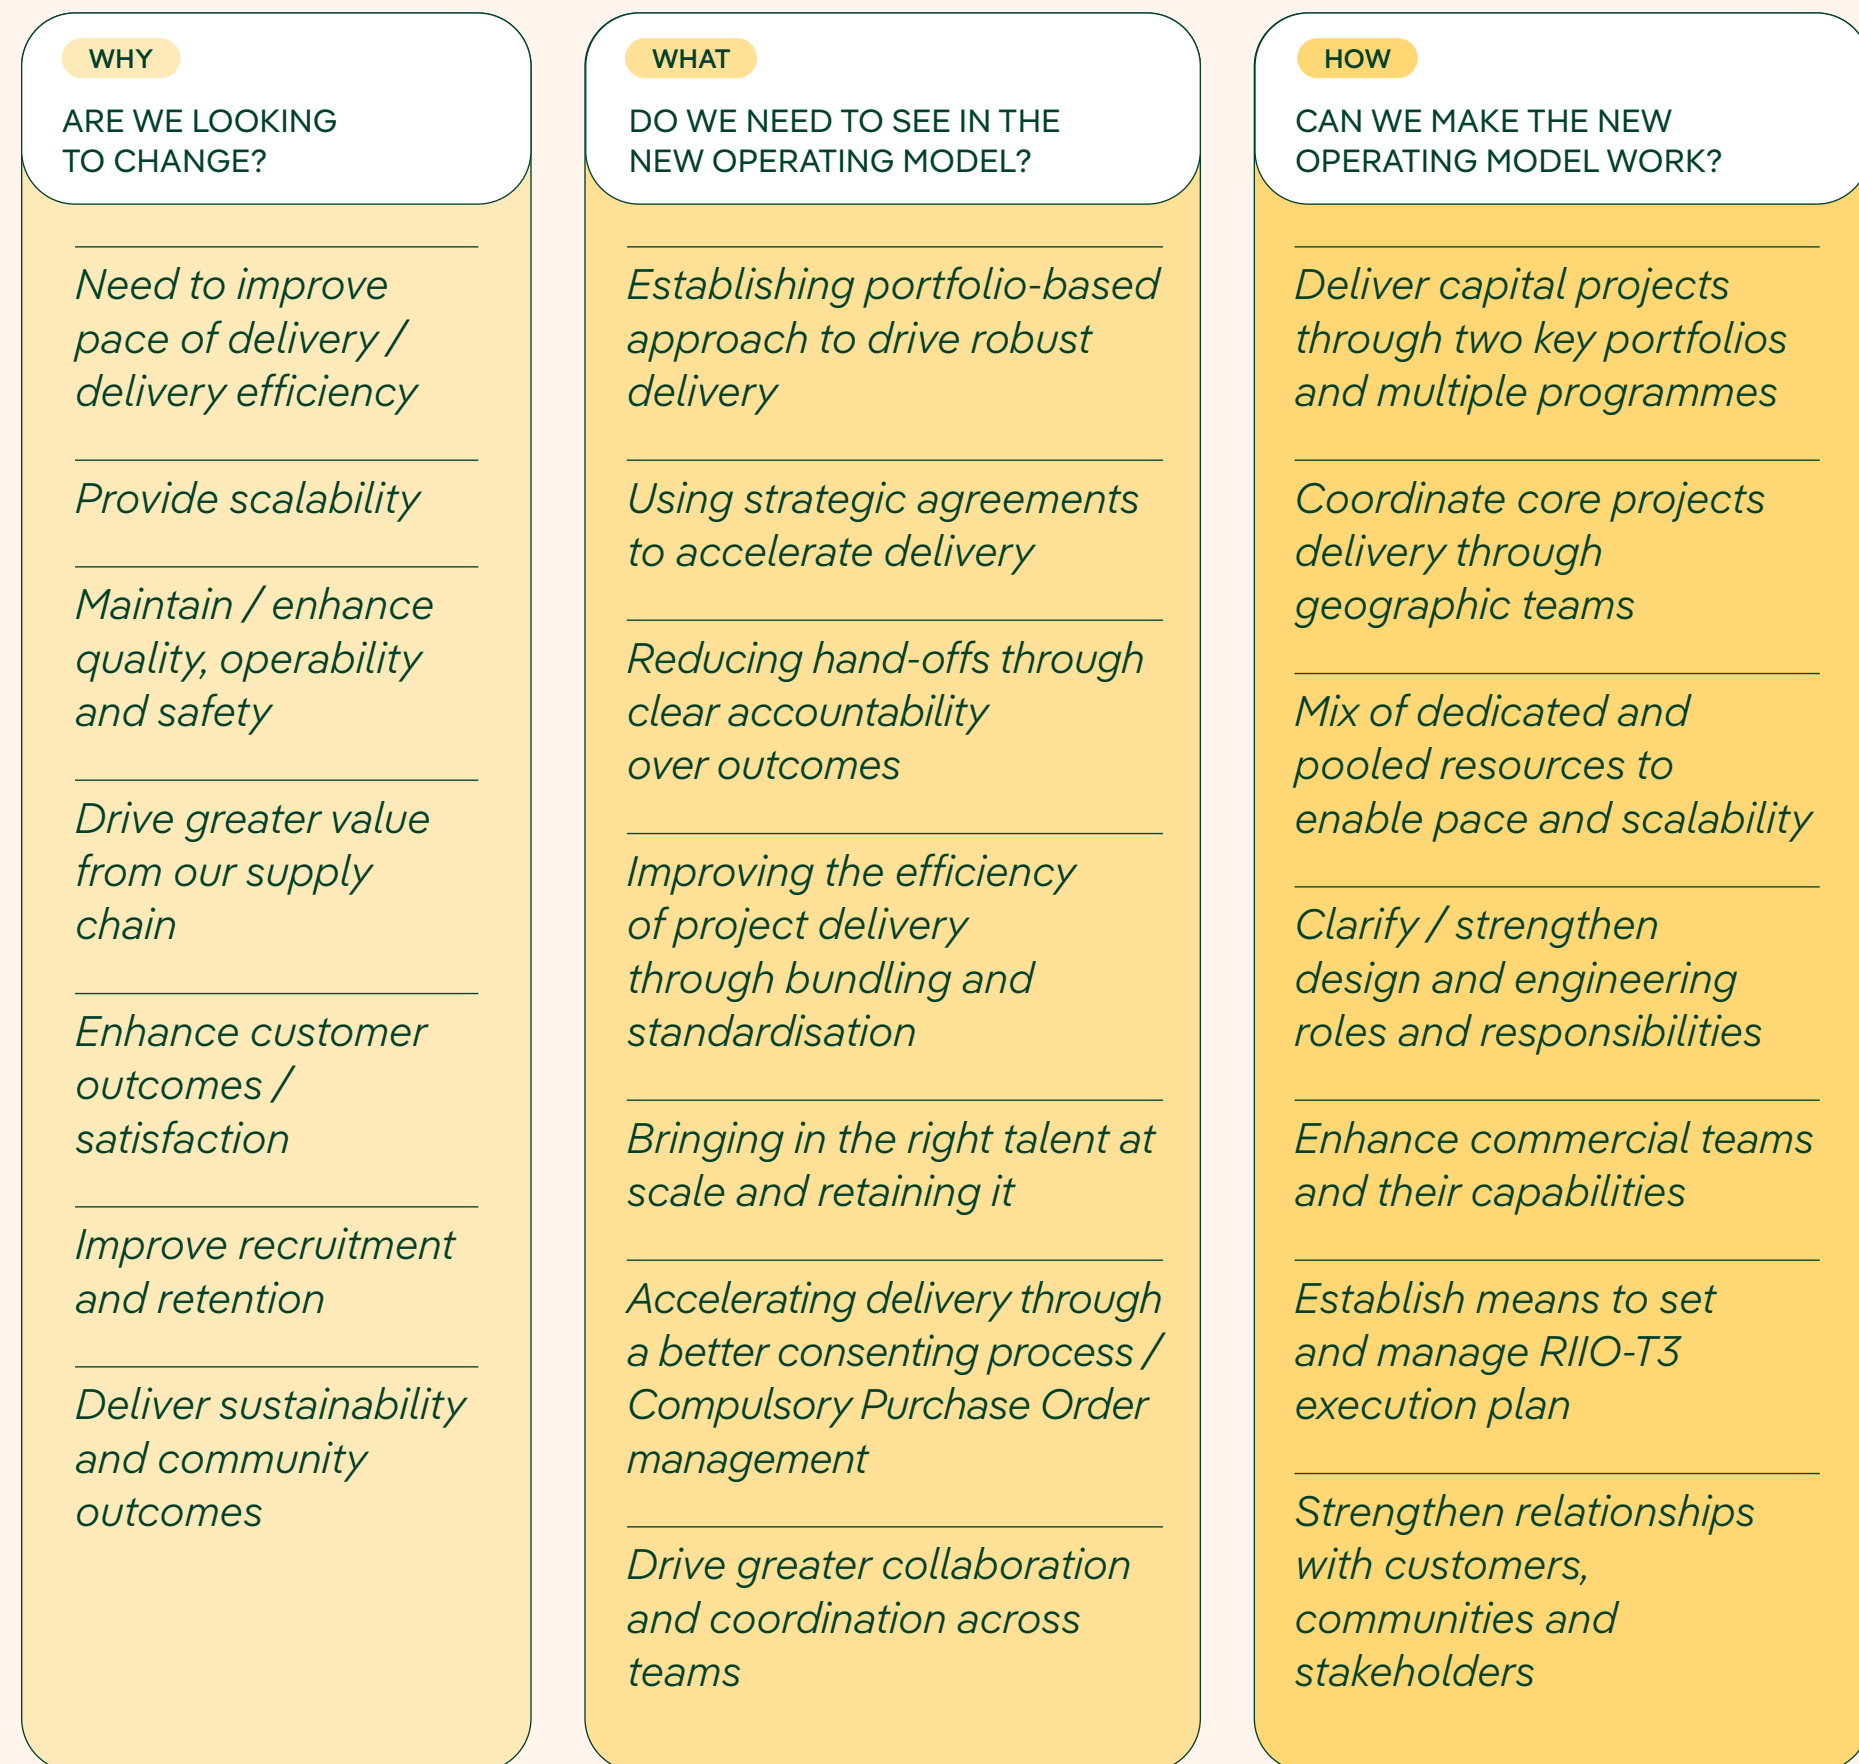 WHY
ARE WE LOOKING
TO CHANGE?
Need to improve
pace of delivery /
delivery efficiency
Provide scalability
Maintain / enhance
quality, operability
and safety
Drive greater value
from our supply
chain
Enhance customer
outcomes /
satisfaction
Improve recruitment
and retention
Deliver sustainability
and community
outcomes
WHAT
DO WE NEED TO SEE IN THE
NEW OPERATING MODEL?
Establishing portfolio-based
approach to drive robust
delivery
Using strategic agreements
to accelerate delivery
Reducing hand-offs through
clear accountability
over outcomes
Improving the efficiency
of project delivery
through bundling and
standardisation
Bringing in the right talent at
scale and retaining it
Accelerating delivery through
a better consenting process /
Compulsory Purchase Order
management
Drive greater collaboration
and coordination across
teams
HOW
CAN WE MAKE THE NEW
OPERATING MODEL WORK?
Deliver capital projects
through two key portfolios
and multiple programmes
Coordinate core projects
delivery through
geographic teams
Mix of dedicated and
pooled resources to
enable pace and scalability
Clarify / strengthen
design and engineering
roles and responsibilities
Enhance commercial teams
and their capabilities
Establish means to set
and manage RIIO-T3
execution plan
Strengthen relationships
with customers,
communities and
stakeholders